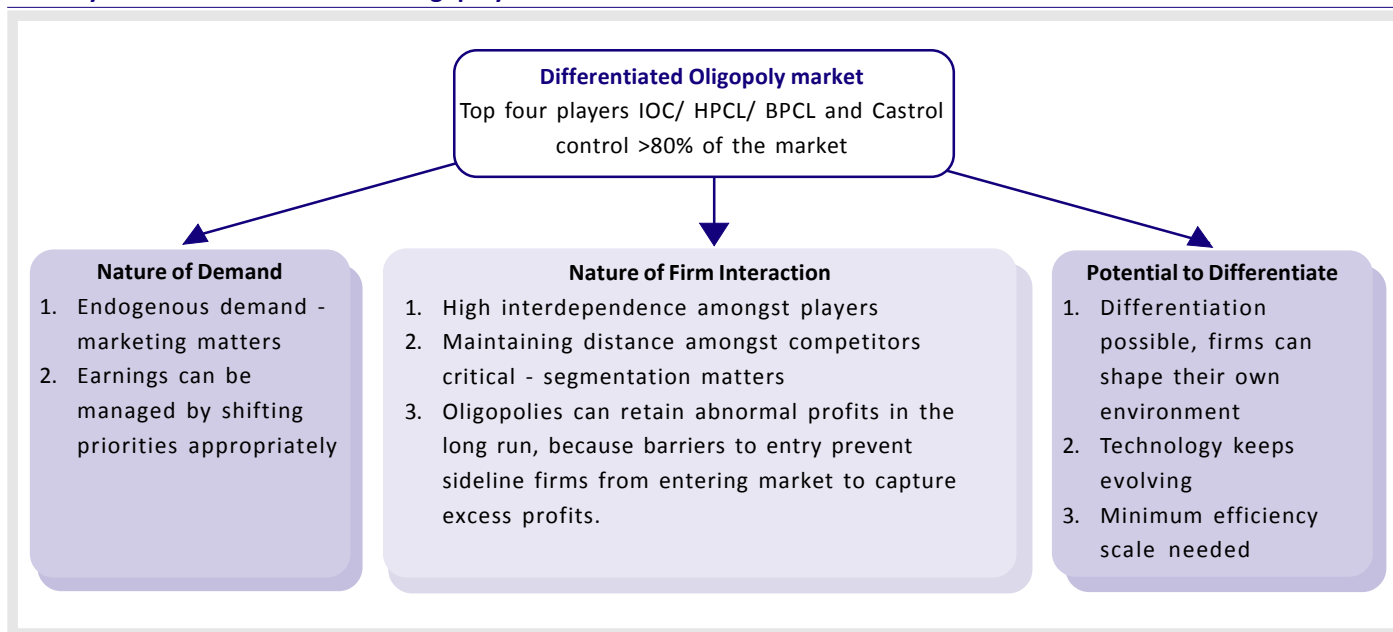 Differentiated Oligopoly market
Top four players IOC/ HPCL/ BPCL and Castrol
control >80% of the market
Nature of Demand
1. Endogenous demand -
marketing matters
2. Earnings can be
managed by shifting
priorities appropriately
Nature of Firm Interaction
1. High interdependence amongst players
2. Maintaining distance amongst competitors
critical - segmentation matters
3. Oligopolies can retain abnormal profits in the
long run, because barriers to entry prevent
sideline firms from entering market to capture
excess profits.
Potential to Differentiate
1. Differentiation
possible, firms can
shape their own
environment
2. Technology keeps
evolving
3. Minimum efficiency
scale needed